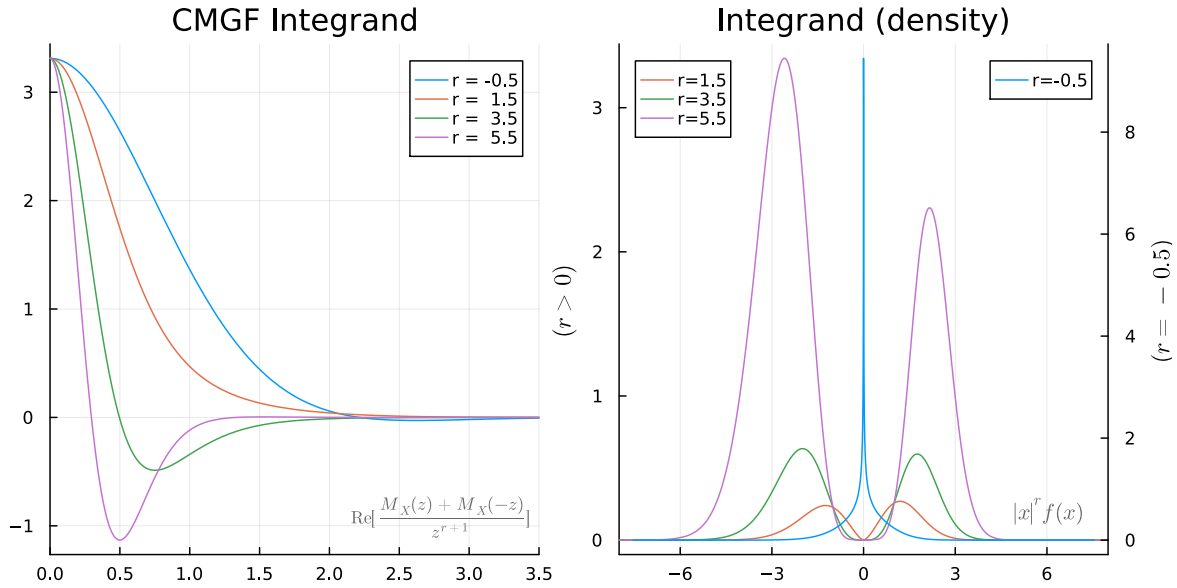 CMGF Integrand
3
2
1
0
−1
0.0 0.5 1.0 1.5 2.0 2.5 3.0 3.5
r = -0.5
r = 1.5
r = 3.5
r = 5.5
Re[\frac{M_X(z) + M_X(-z)}{z^{r+1}}]
Integrand (density)
(r > 0)
3
2
1
0
−6 −3 0 3 6
r=1.5
r=3.5
r=5.5
r=-0.5
|x|^r f(x)
8
6
4
2
0
(r = − 0.5)